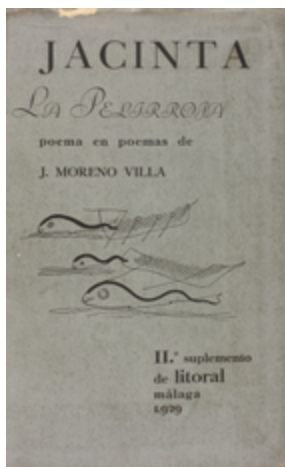 JACINTA
La Pelirroja
poema en poemas de
J. MORENO VILLA
II.º suplemento
de litoral
málaga
1929